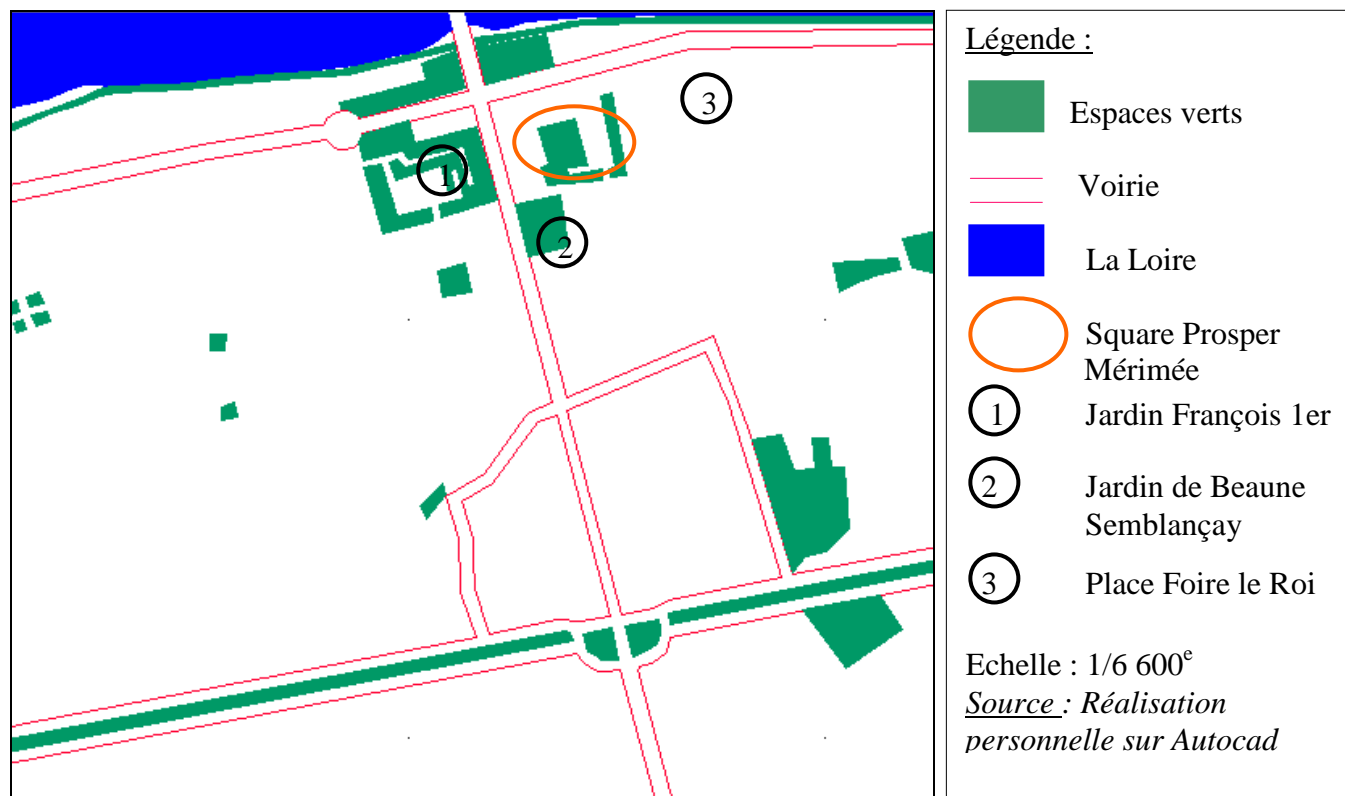 Légende :
Espaces verts
3
Voirie
1
La Loire
2
Square Prosper
Mérimée
1
Jardin François 1er
2
Jardin de Beaune
Semblançay
3
Place Foire le Roi
Echelle : 1/6 600e
Source : Réalisation
personnelle sur Autocad